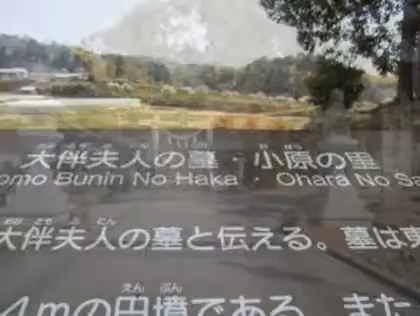 大伴夫人の墓・小原の里
omo Bunin No Haka ・ Ohara No Sa
大伴夫人の墓と伝える。墓は東
4mの円墳である。また